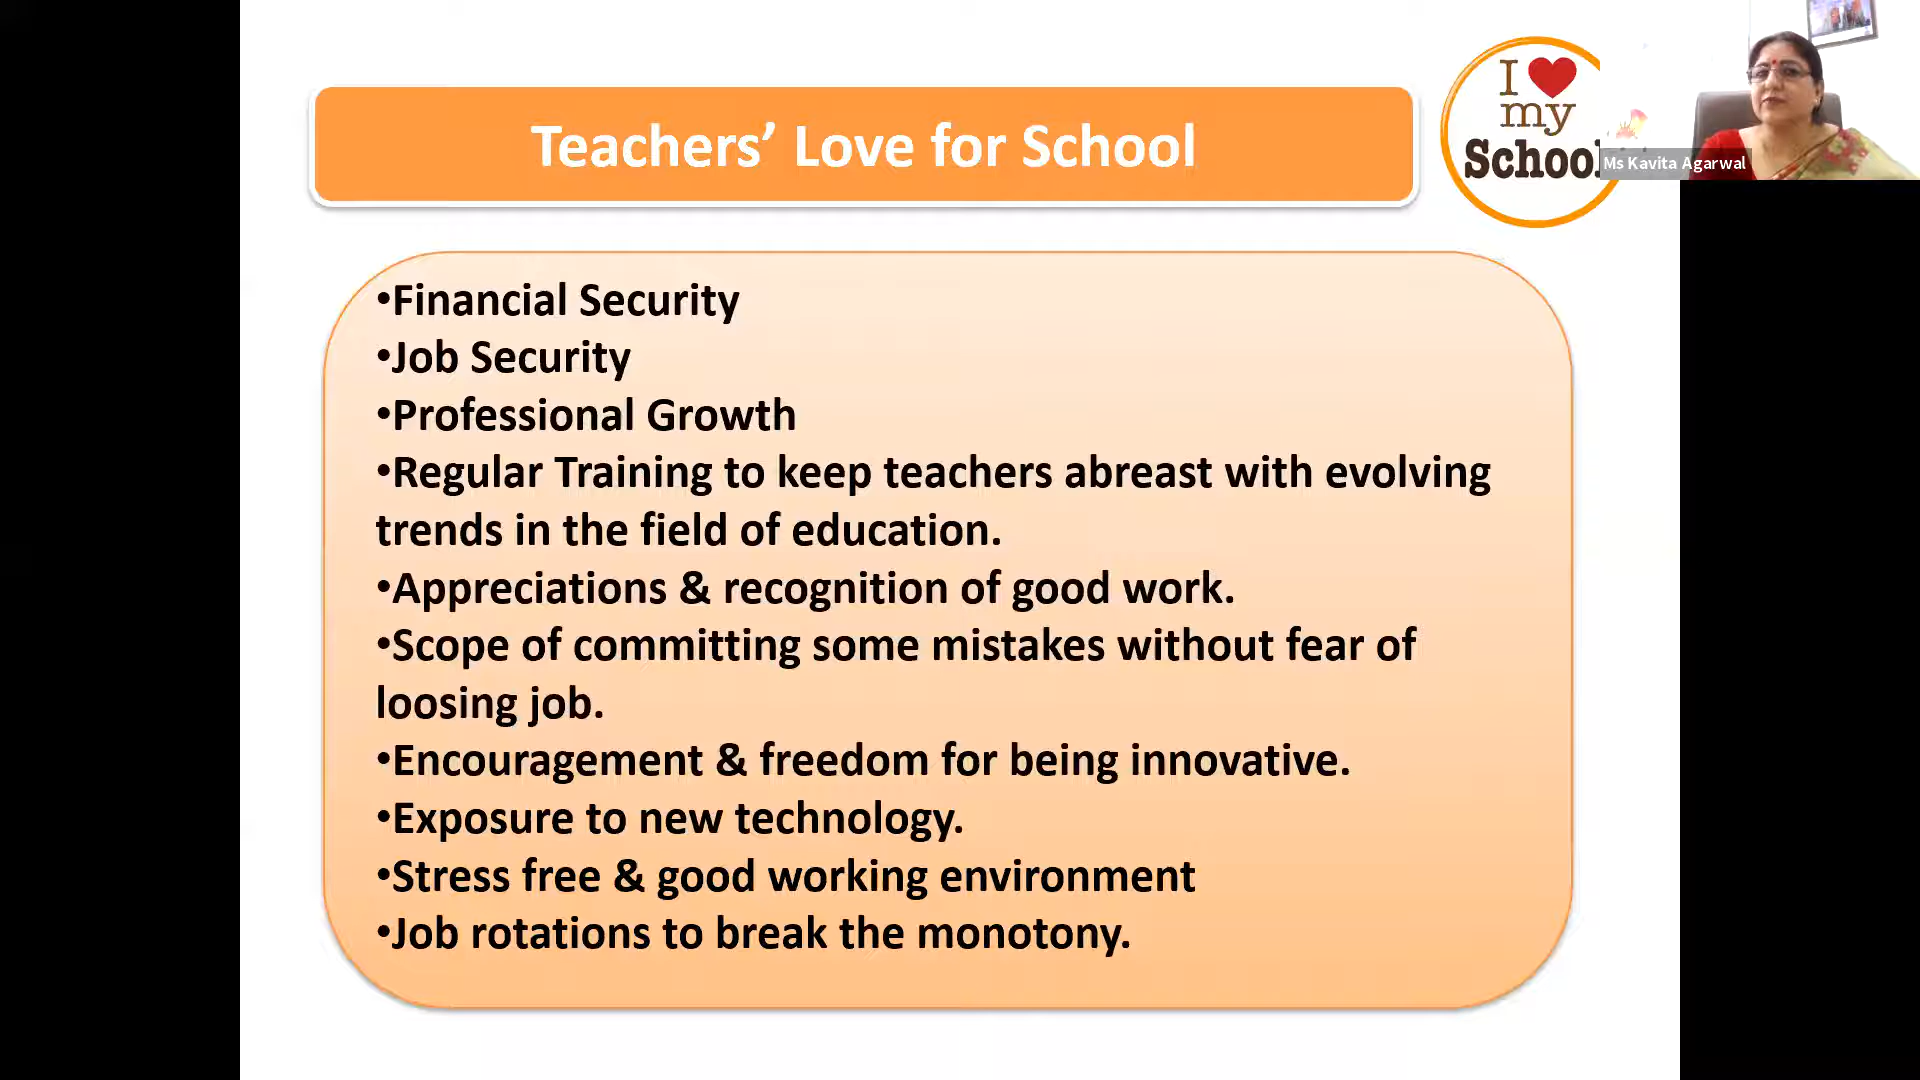 Teachers’ Love for School
I
my
School
Ms Kavita Agarwal
•Financial Security
•Job Security
•Professional Growth
•Regular Training to keep teachers abreast with evolving
trends in the field of education.
•Appreciations & recognition of good work.
•Scope of committing some mistakes without fear of
loosing job.
•Encouragement & freedom for being innovative.
•Exposure to new technology.
•Stress free & good working environment
•Job rotations to break the monotony.